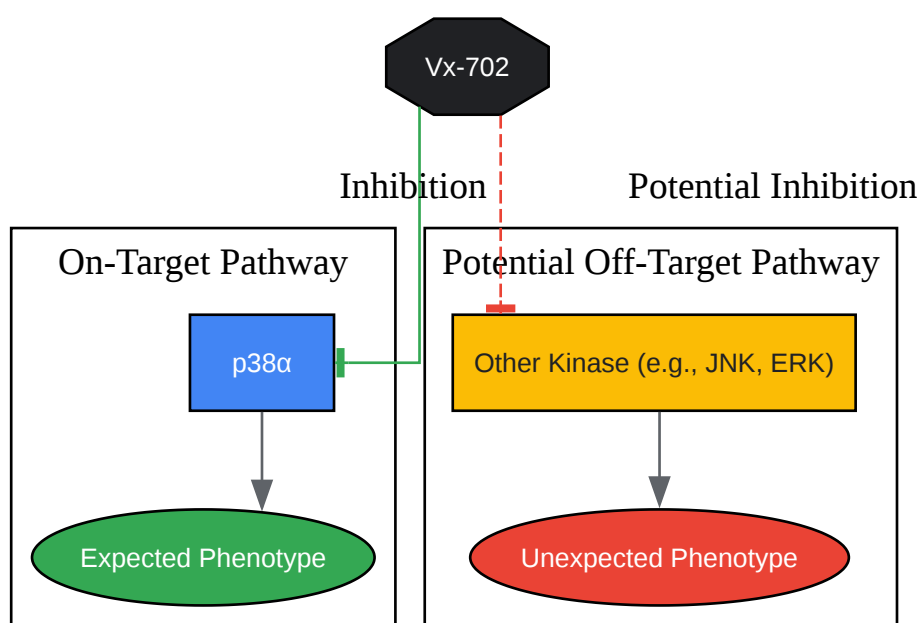 Vx-702
Inhibition
Potential Inhibition
On-Target Pathway
Potential Off-Target Pathway
p38α
Other Kinase (e.g., JNK, ERK)
Expected Phenotype
Unexpected Phenotype